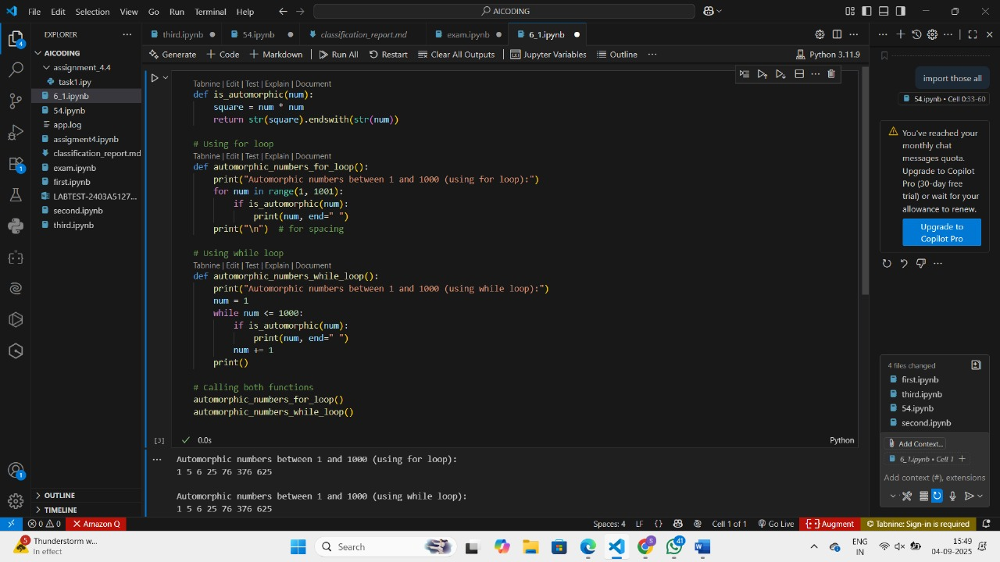 File Edit Selection View Go Run Terminal Help
AICODING
EXPLORER
third.ipynb
54.ipynb
classification_report.md
exam.ipynb
6_1.ipynb
Generate
Code
Markdown
Run All
Restart
Clear All Outputs
Jupyter Variables
Outline
Python 3.11.9
4
1
1
AICODING
assignment_4.4
task1.ipy
6_1.ipynb
54.ipynb
app.log
assigment4.ipynb
classification_report.md
exam.ipynb
first.ipynb
LABTEST-2403A5127...
second.ipynb
third.ipynb
OUTLINE
TIMELINE
Tabnine | Edit | Test | Explain | Document
def is_automorphic(num):
square = num * num
return str(square).endswith(str(num))
# Using for loop
Tabnine | Edit | Test | Explain | Document
def automorphic_numbers_for_loop():
print("Automorphic numbers between 1 and 1000 (using for loop):")
for num in range(1, 1001):
if is_automorphic(num):
print(num, end=" ")
print("\n")  # for spacing
# Using while loop
Tabnine | Edit | Test | Explain | Document
def automorphic_numbers_while_loop():
print("Automorphic numbers between 1 and 1000 (using while loop):")
num = 1
while num <= 1000:
if is_automorphic(num):
print(num, end=" ")
num += 1
print()
# Calling both functions
automorphic_numbers_for_loop()
automorphic_numbers_while_loop()
[3]
0.0s
Python
Automorphic numbers between 1 and 1000 (using for loop):
1 5 6 25 76 376 625
Automorphic numbers between 1 and 1000 (using while loop):
1 5 6 25 76 376 625
import those all
54.ipynb • Cell 0:33-60
You've reached your
monthly chat
messages quota.
Upgrade to Copilot
Pro (30-day free
trial) or wait for your
allowance to renew.
Upgrade to
Copilot Pro
4 files changed
first.ipynb
third.ipynb
54.ipynb
second.ipynb
Add Context...
6_1.ipynb • Cell 1
Add context (#), extensions
0 0
Amazon Q
Spaces: 4
LF
Cell 1 of 1
Go Live
Augment
Tabnine: Sign-in is required
5
Thunderstorm w...
In effect
Search
S
41
ENG
IN
15:49
04-09-2025